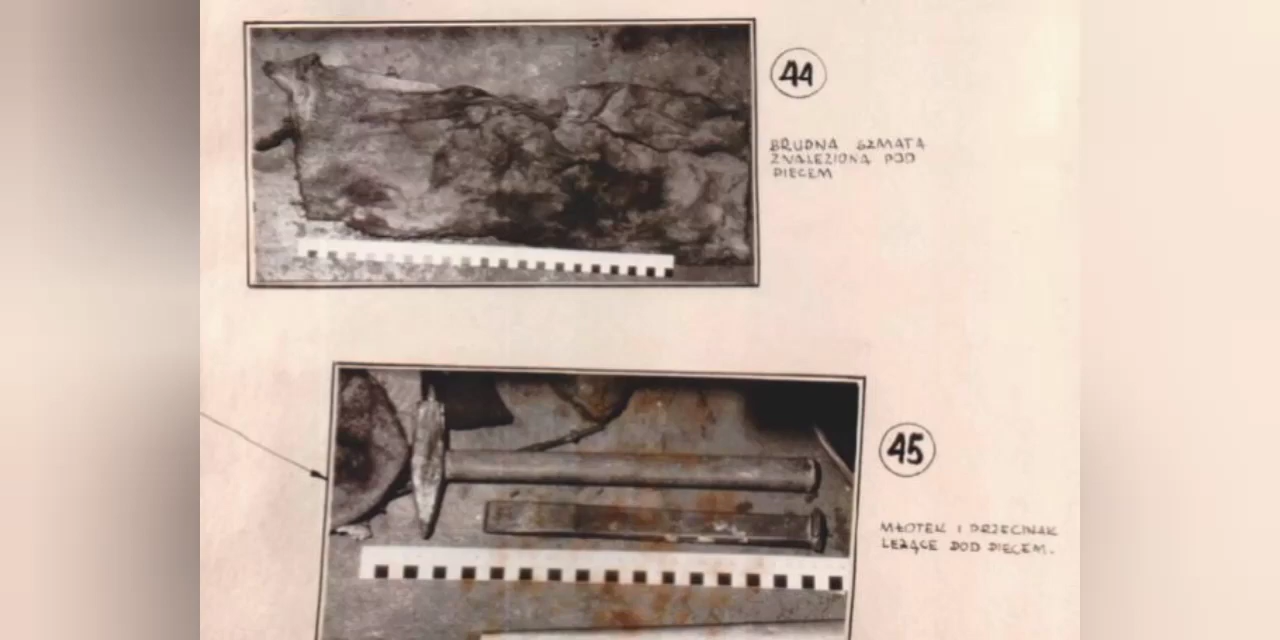 44
BRUDNA SZMATA
ZNALEZIONA POD
PIECEM
45
MŁOTEK I PRZECINAK
LEŻĄCE POD PIECEM.